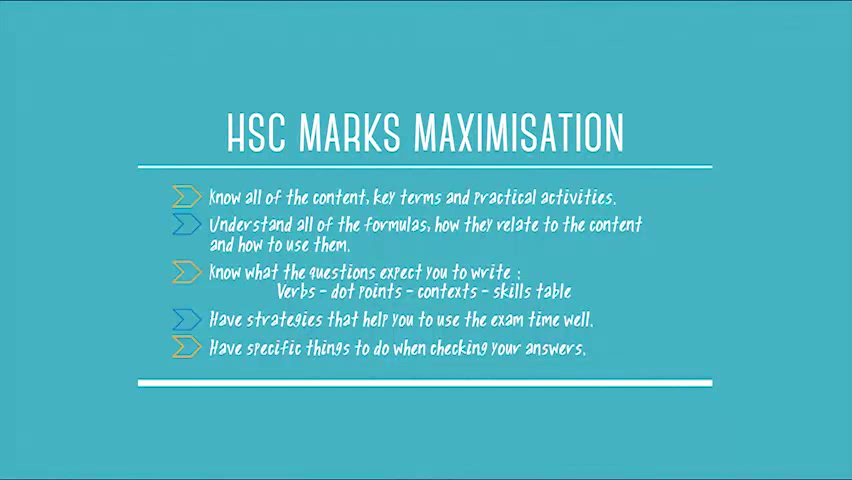 HSC MARKS MAXIMISATION
Know all of the content, key terms and practical activities.
Understand all of the formulas, how they relate to the content
and how to use them.
Know what the questions expect you to write :
Verbs - dot points - contexts - skills table
Have strategies that help you to use the exam time well.
Have specific things to do when checking your answers.